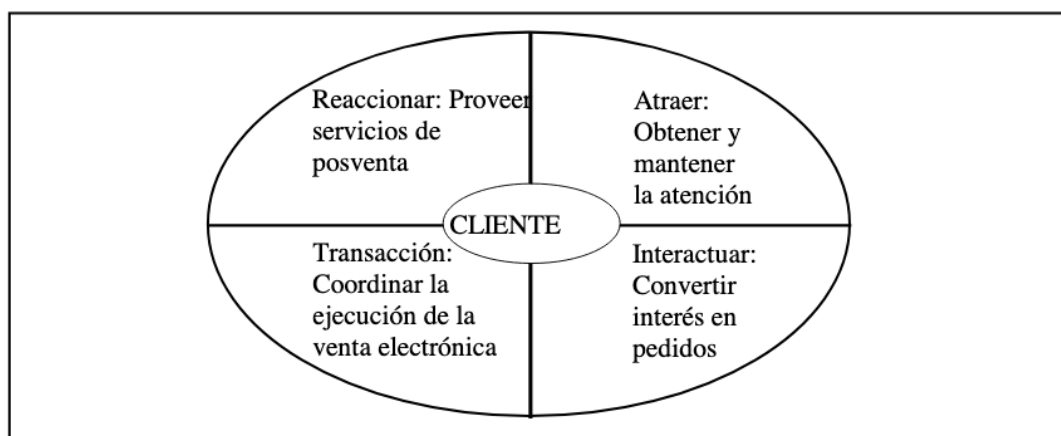 Reaccionar: Proveer
servicios de
posventa
Atraer:
Obtener y
mantener
la atención
CLIENTE
Transacción:
Coordinar la
ejecución de la
venta electrónica
Interactuar:
Convertir
interés en
pedidos